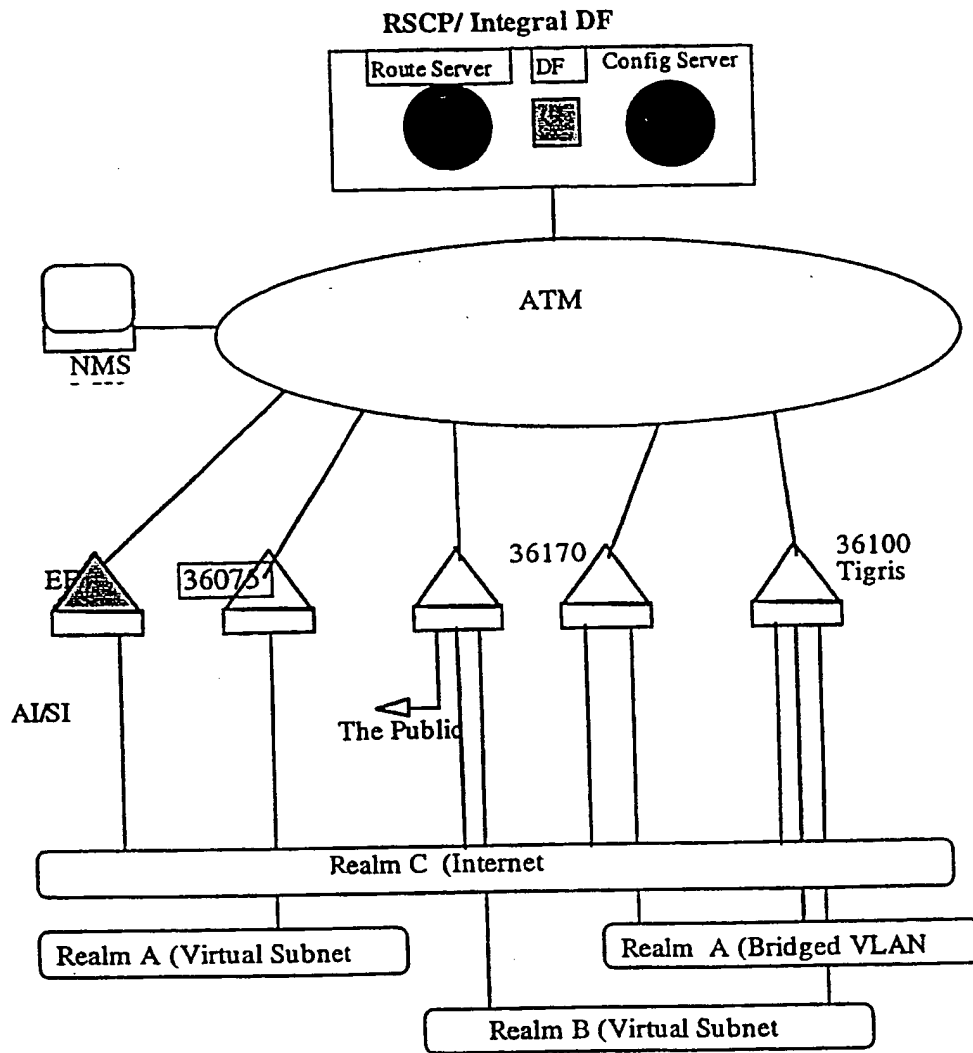 RSCP/ Integral DF
Route Server
DF
Config Server
ATM
NMS
36075
36170
36100
Tigris
AI/SI
The Public
Realm C (Internet
Realm A (Virtual Subnet
Realm A (Bridged VLAN
Realm B (Virtual Subnet